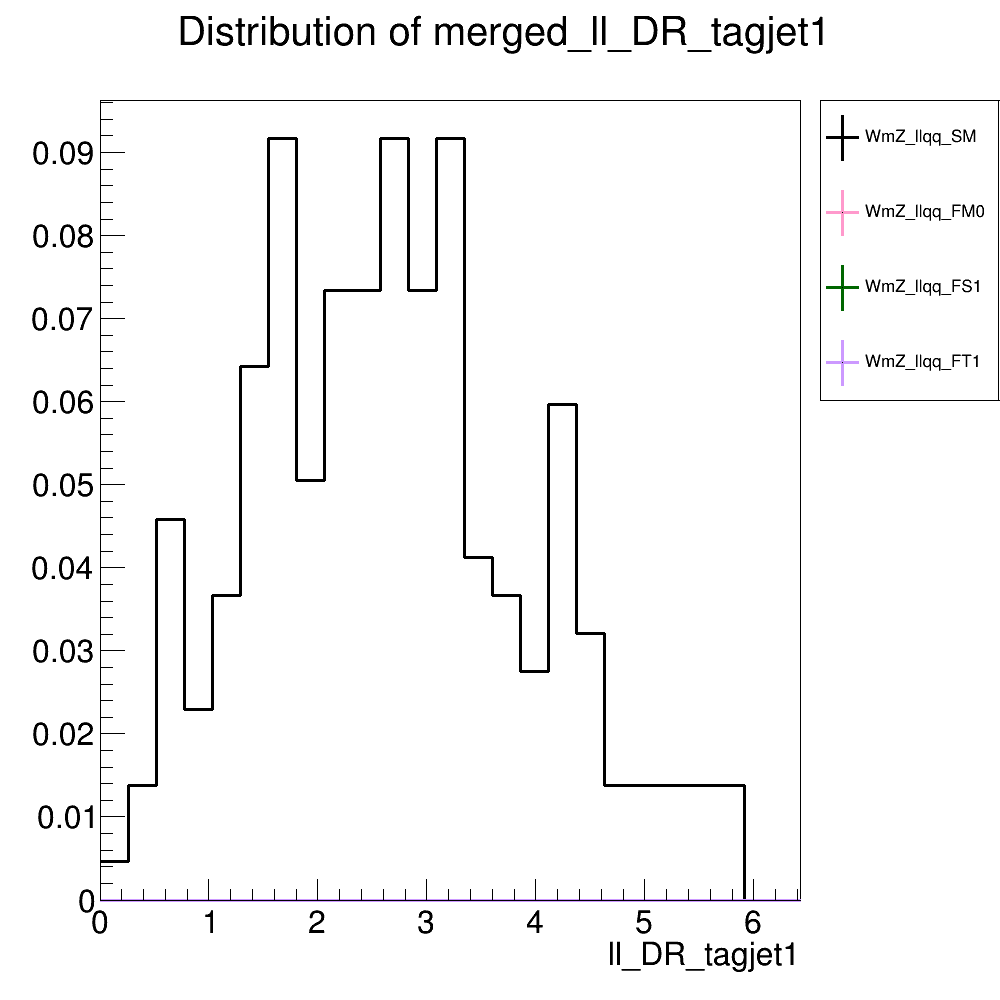 Distribution of merged_ll_DR_tagjet1
0.09
0.08
0.07
0.06
0.05
0.04
0.03
0.02
0.01
0
0 1 2 3 4 5 6
ll_DR_tagjet1
WmZ_llqq_SM
WmZ_llqq_FM0
WmZ_llqq_FS1
WmZ_llqq_FT1